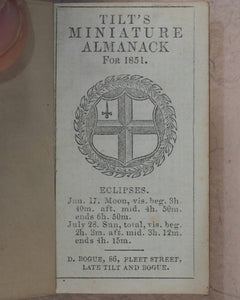 TILT'S
MINIATURE
ALMANACK
FOR 1851.
ECLIPSES.
Jan. 17. Moon, vis. beg. 3h
40m. aft. mid. 4h. 50m.
ends 6h. 50m.
July 28. Sun, total, vis. beg.
2h. 3m. aft. mid. 3h. 12m.
ends 4h. 15m.
D. BOGUE, 86, FLEET STREET.
LATE TILT AND BOGUE.